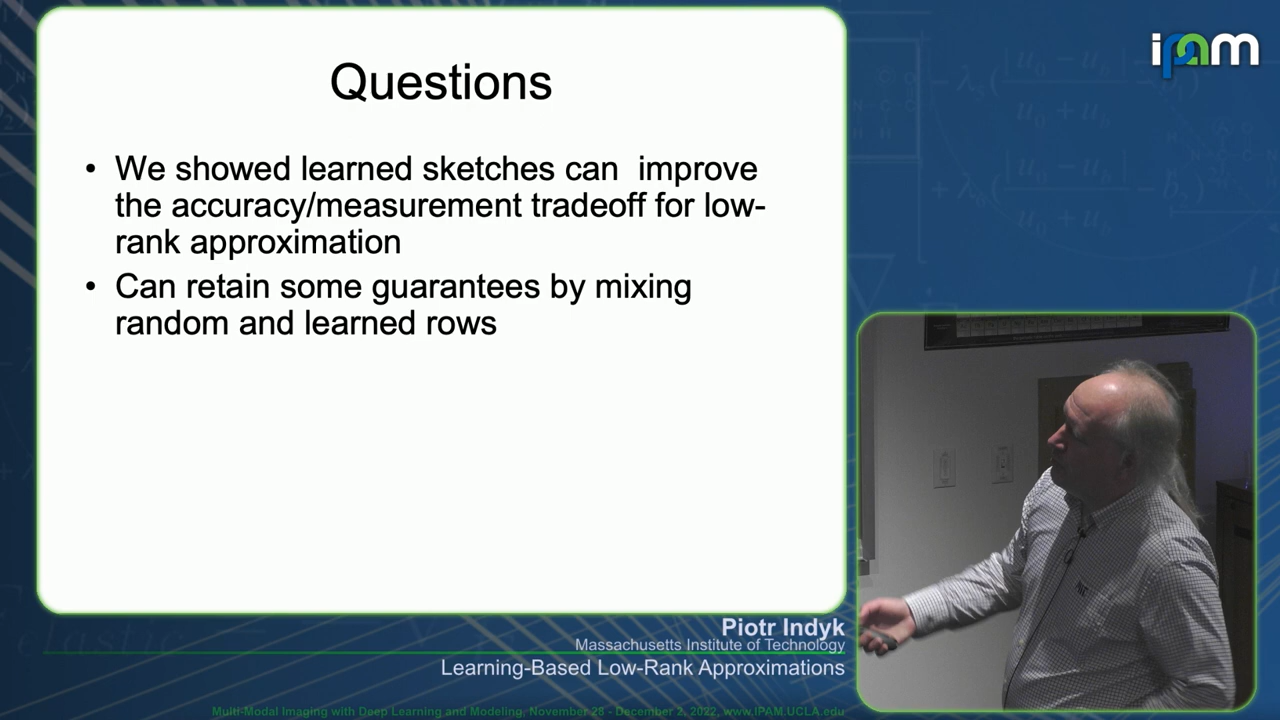 Questions
• We showed learned sketches can improve
the accuracy/measurement tradeoff for low-
rank approximation
• Can retain some guarantees by mixing
random and learned rows
ipam
Piotr Indyk
Massachusetts Institute of Technology
Learning-Based Low-Rank Approximations
Multi-Modal Imaging with Deep Learning and Modeling, November 28 - December 2, 2022, www.IPAM.UCLA.edu